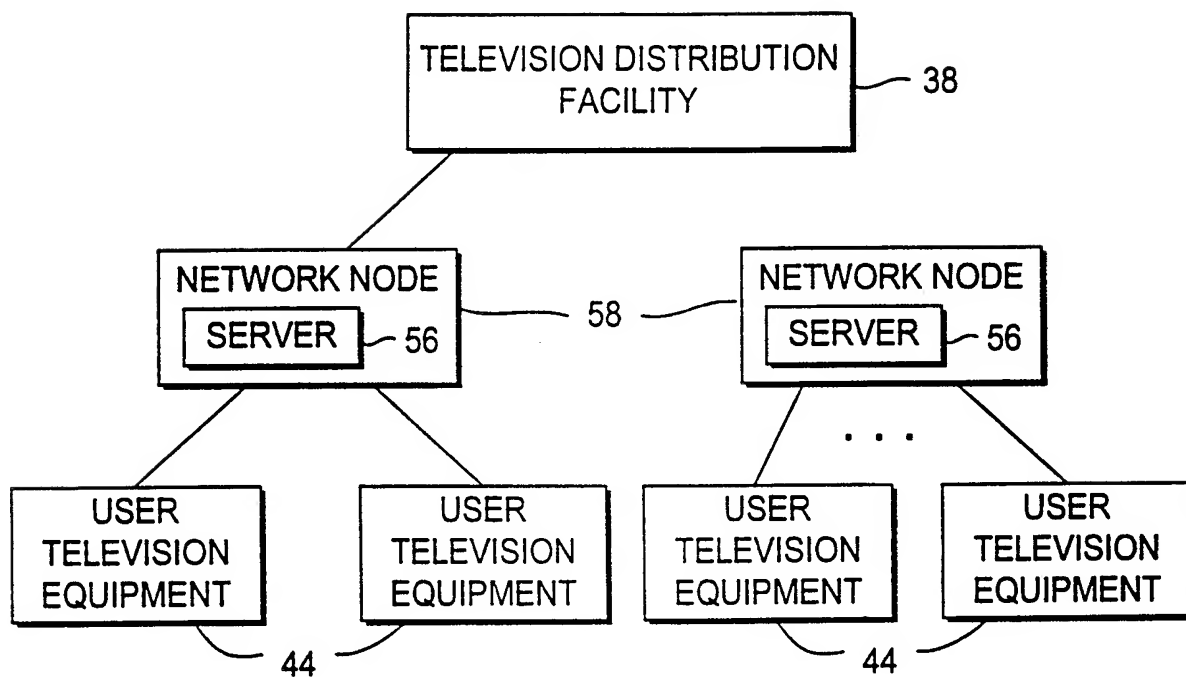 TELEVISION DISTRIBUTION
FACILITY
38
NETWORK NODE
SERVER
56
58
NETWORK NODE
SERVER
56
. . .
USER
TELEVISION
EQUIPMENT
USER
TELEVISION
EQUIPMENT
44
USER
TELEVISION
EQUIPMENT
USER
TELEVISION
EQUIPMENT
44